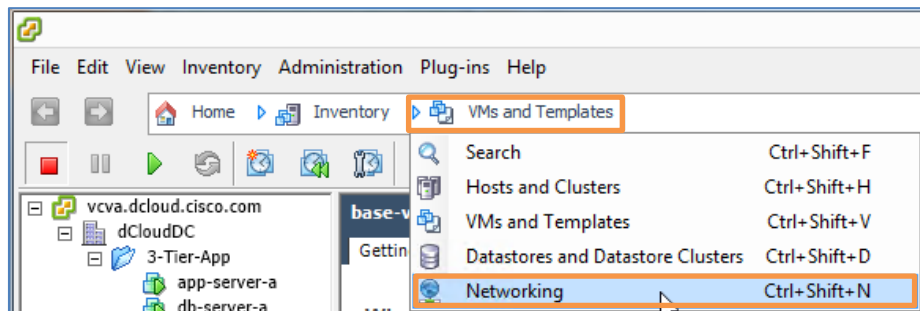 File Edit View Inventory Administration Plug-ins Help
Home Inventory VMs and Templates
Search Ctrl+Shift+F
Hosts and Clusters Ctrl+Shift+H
vcva.dcloud.cisco.com base-v VMs and Templates Ctrl+Shift+V
dCloudDC
3-Tier-App Gettin Datastores and Datastore Clusters Ctrl+Shift+D
app-server-a
Networking Ctrl+Shift+N
db-server-a